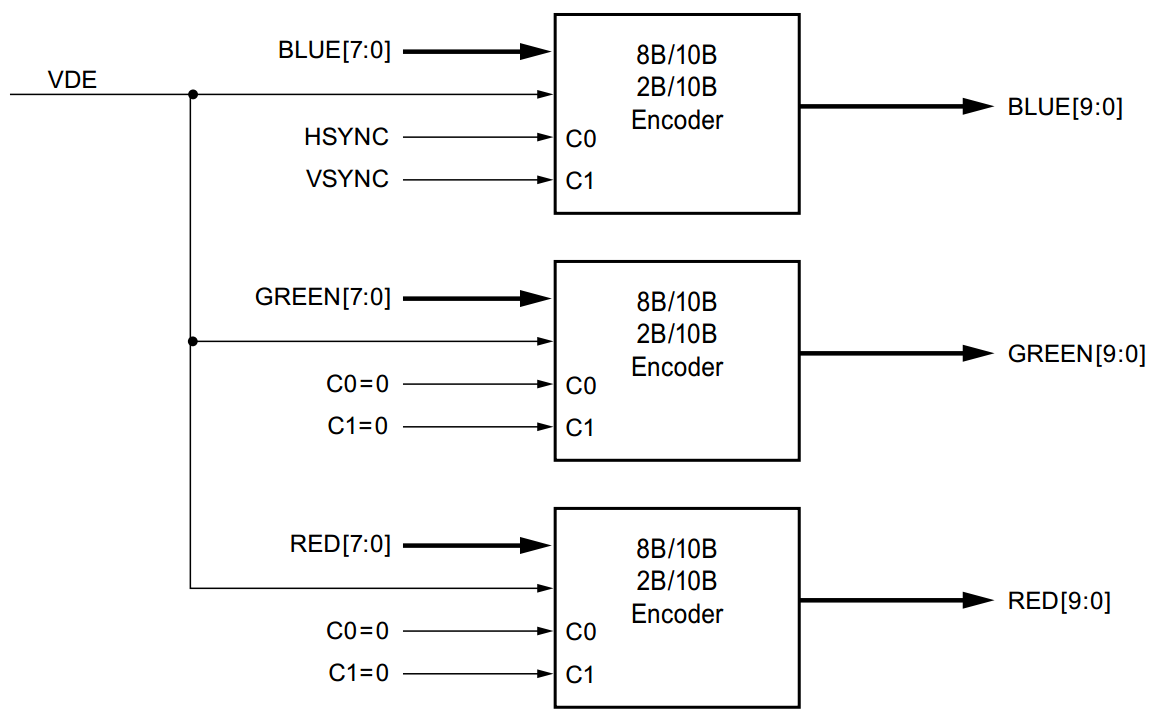 BLUE[7:0]
VDE
HSYNC
VSYNC
8B/10B
2B/10B
Encoder
C0
C1
BLUE[9:0]
GREEN[7:0]
C0=0
C1=0
8B/10B
2B/10B
Encoder
C0
C1
GREEN[9:0]
RED[7:0]
C0=0
C1=0
8B/10B
2B/10B
Encoder
C0
C1
RED[9:0]